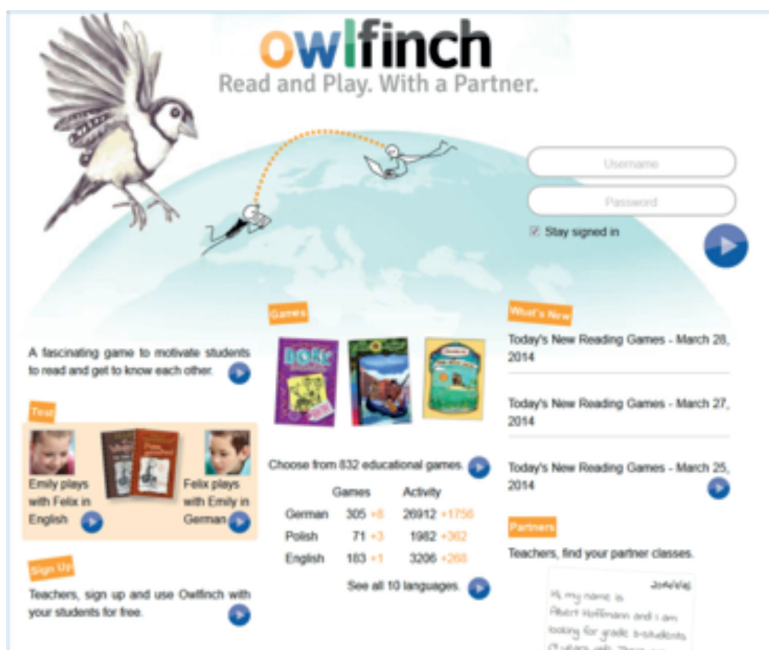 owlfinch
Read and Play. With a Partner.
Username
Password
Stay signed in
A fascinating game to motivate students
to read and get to know each other.
Test
Emily plays
with Felix in
English
Felix plays
with Emily in
German
Sign Up
Teachers, sign up and use Owlfinch with
your students for free.
Games
DORK
Choose from 832 educational games.
Games Activity
German 305 +8 26912 +1756
Polish 71 +3 1982 +362
English 183 +1 3206 +268
See all 10 languages.
What's New
Today's New Reading Games - March 28,
2014
Today's New Reading Games - March 27,
2014
Today's New Reading Games - March 25,
2014
Partners
Teachers, find your partner classes.
Hi, my name is
Albert Hoffmann and I am
looking for grade 3-students